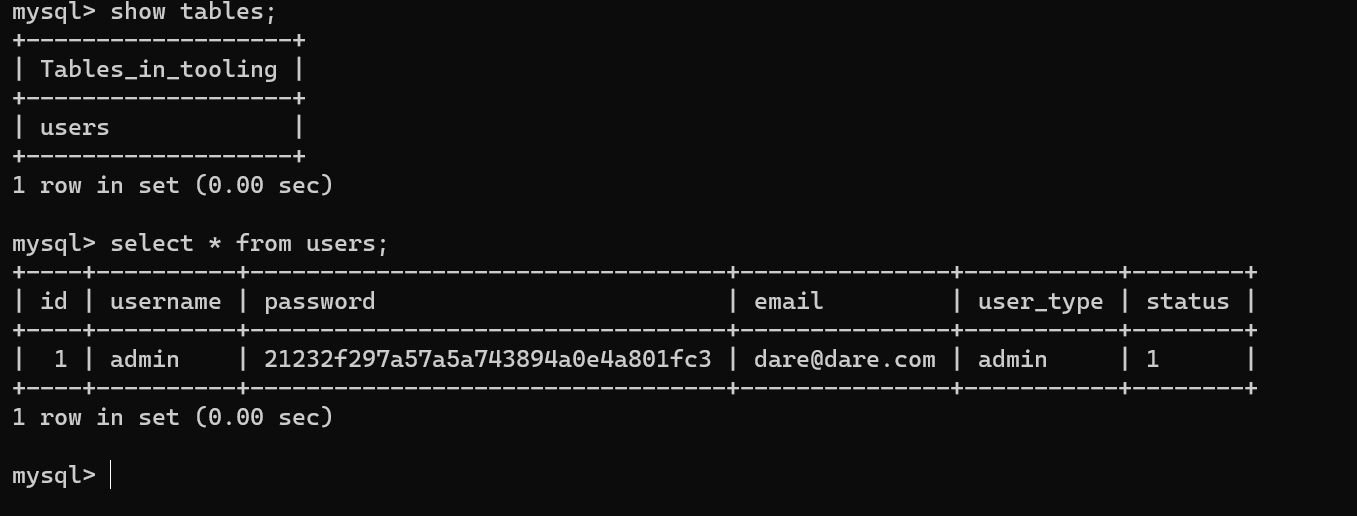 mysql> show tables;
+-------------------+
| Tables_in_tooling |
+-------------------+
| users             |
+-------------------+
1 row in set (0.00 sec)
mysql> select * from users;
+----+----------+----------------------------------+---------------+-----------+--------+
| id | username | password                         | email         | user_type | status |
+----+----------+----------------------------------+---------------+-----------+--------+
|  1 | admin    | 21232f297a57a5a743894a0e4a801fc3 | dare@dare.com | admin     | 1      |
+----+----------+----------------------------------+---------------+-----------+--------+
1 row in set (0.00 sec)
mysql>